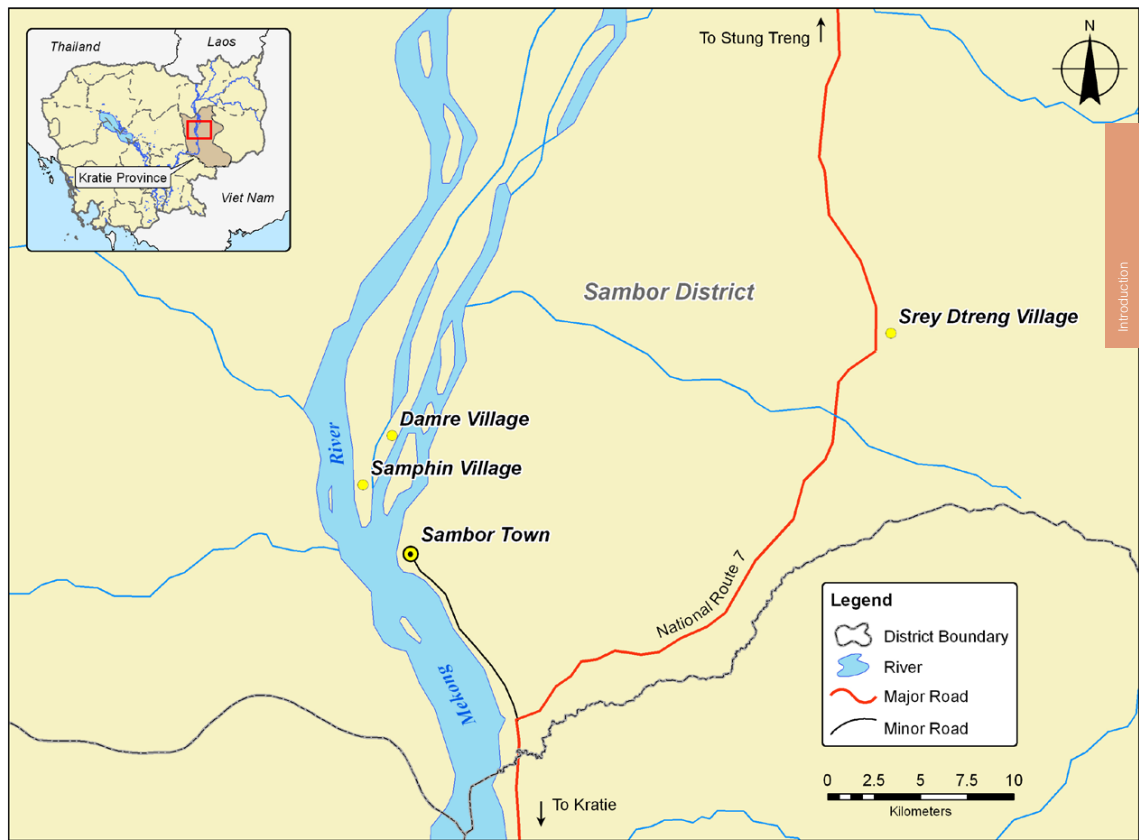 Thailand
Laos
Kratie Province
Viet Nam
To Stung Treng
N
Introduction
Sambor District
Srey Dtreng Village
Damre Village
River
Samphin Village
Sambor Town
National Route 7
Mekong
To Kratie
Legend
District Boundary
River
Major Road
Minor Road
0 2.5 5 7.5 10
Kilometers